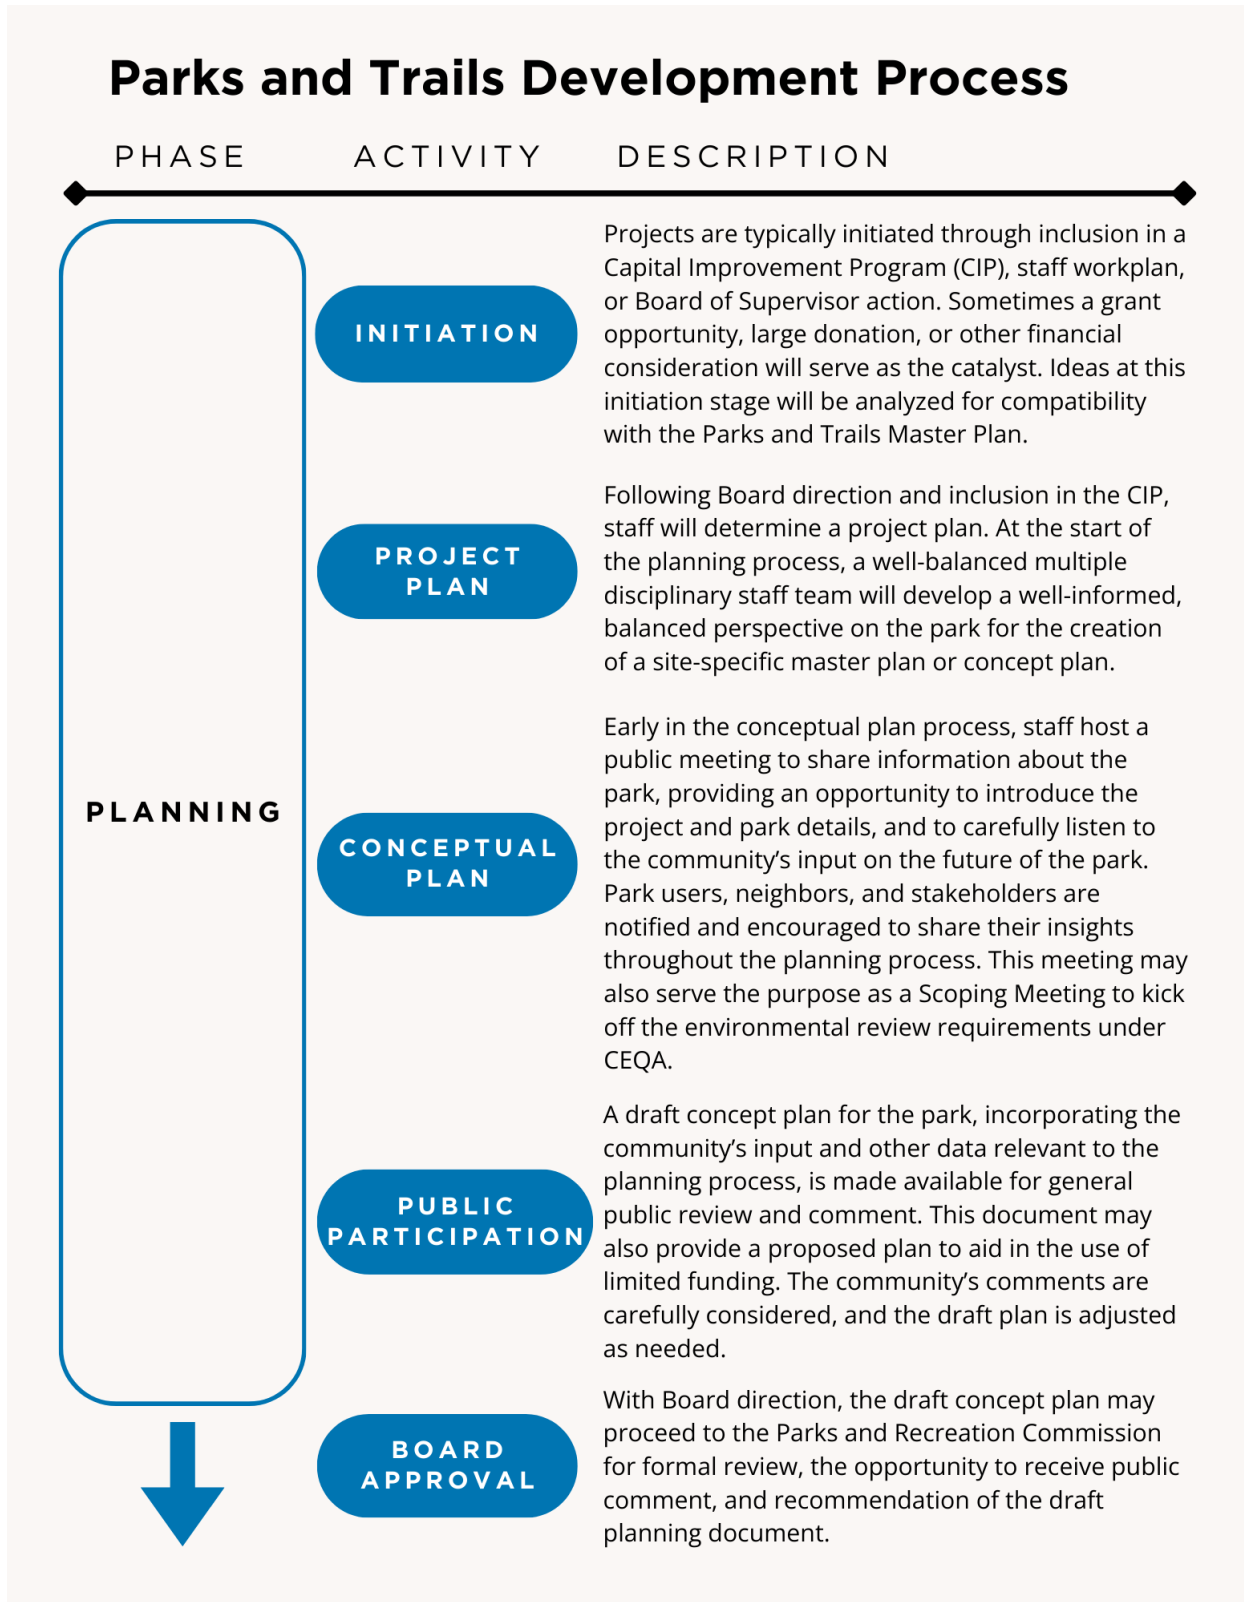 Parks and Trails Development Process
PHASE
ACTIVITY
DESCRIPTION
PLANNING
INITIATION
Projects are typically initiated through inclusion in a
Capital Improvement Program (CIP), staff workplan,
or Board of Supervisor action. Sometimes a grant
opportunity, large donation, or other financial
consideration will serve as the catalyst. Ideas at this
initiation stage will be analyzed for compatibility
with the Parks and Trails Master Plan.
PROJECT
PLAN
Following Board direction and inclusion in the CIP,
staff will determine a project plan. At the start of
the planning process, a well-balanced multiple
disciplinary staff team will develop a well-informed,
balanced perspective on the park for the creation
of a site-specific master plan or concept plan.
CONCEPTUAL
PLAN
Early in the conceptual plan process, staff host a
public meeting to share information about the
park, providing an opportunity to introduce the
project and park details, and to carefully listen to
the community’s input on the future of the park.
Park users, neighbors, and stakeholders are
notified and encouraged to share their insights
throughout the planning process. This meeting may
also serve the purpose as a Scoping Meeting to kick
off the environmental review requirements under
CEQA.
PUBLIC
PARTICIPATION
A draft concept plan for the park, incorporating the
community’s input and other data relevant to the
planning process, is made available for general
public review and comment. This document may
also provide a proposed plan to aid in the use of
limited funding. The community’s comments are
carefully considered, and the draft plan is adjusted
as needed.
BOARD
APPROVAL
With Board direction, the draft concept plan may
proceed to the Parks and Recreation Commission
for formal review, the opportunity to receive public
comment, and recommendation of the draft
planning document.